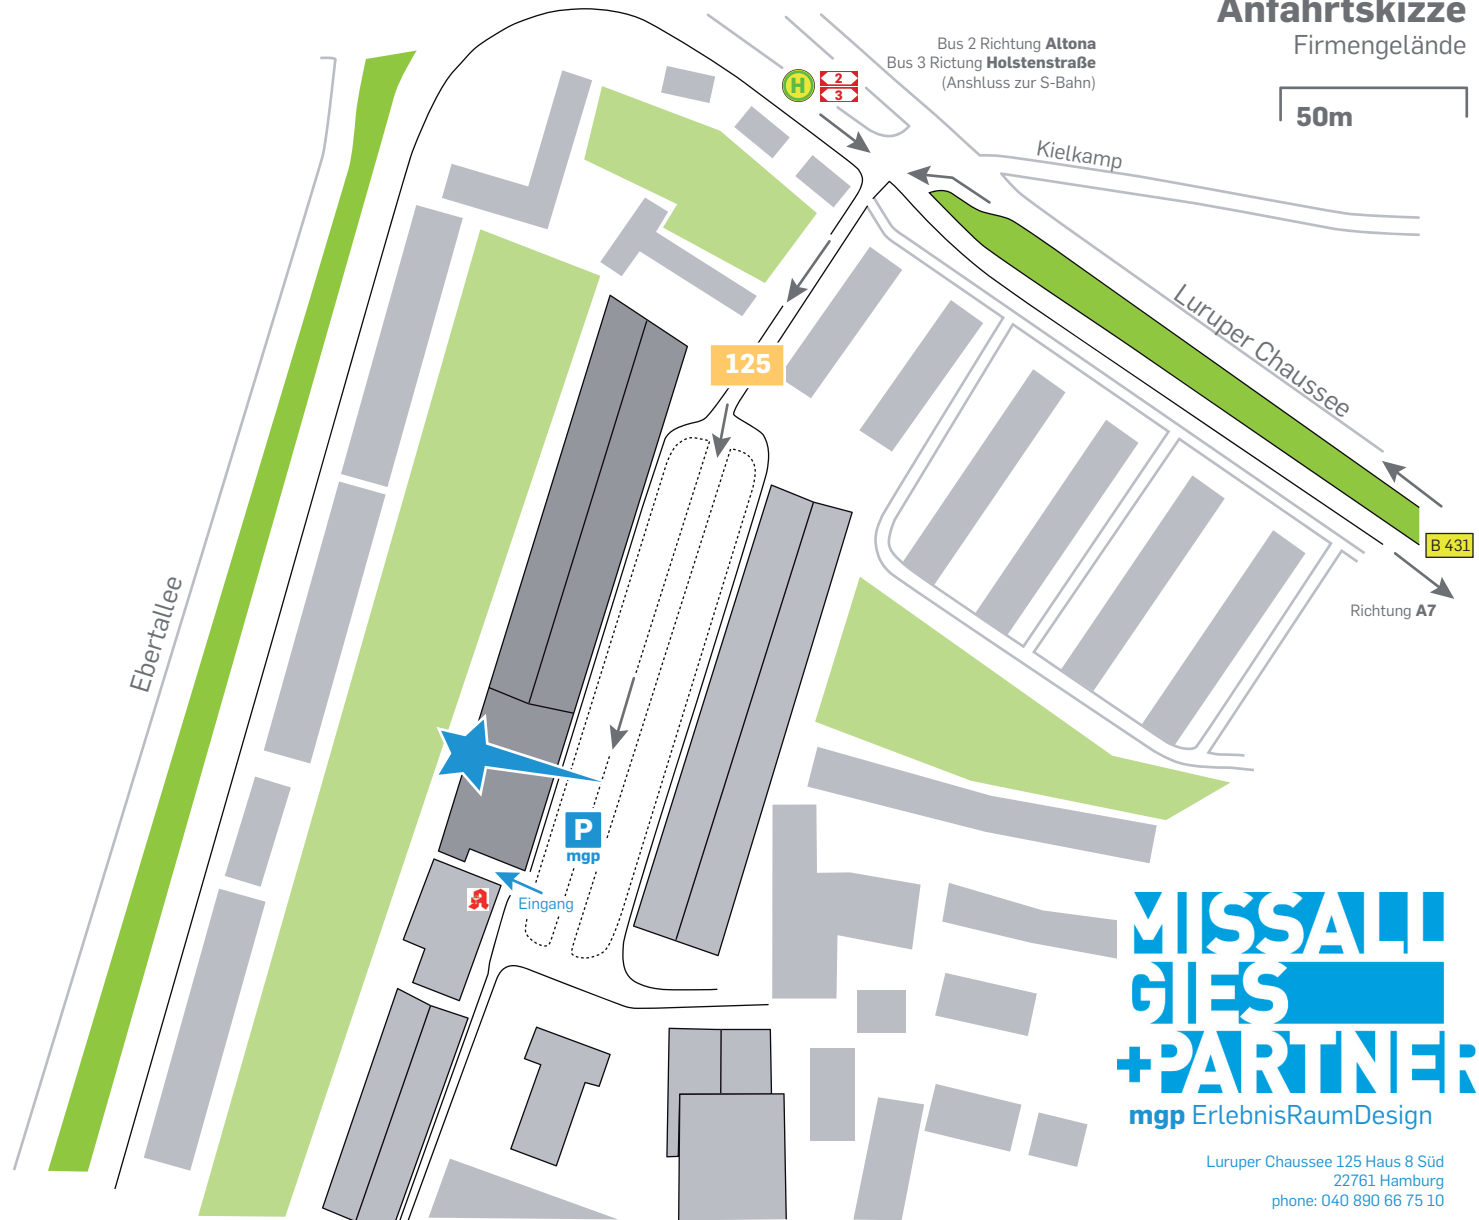 Anfahrtskizze
Firmengelände
50m
Bus 2 Richtung Altona
Bus 3 Rictung Holstenstraße
(Anshluss zur S-Bahn)
H
2
3
Kielkamp
Luruper Chaussee
125
B 431
Richtung A7
Ebertallee
P
mgp
Eingang
MISSALL
GIES
+PARTNER
mgp ErlebnisRaumDesign
Luruper Chaussee 125 Haus 8 Süd
22761 Hamburg
phone: 040 890 66 75 10